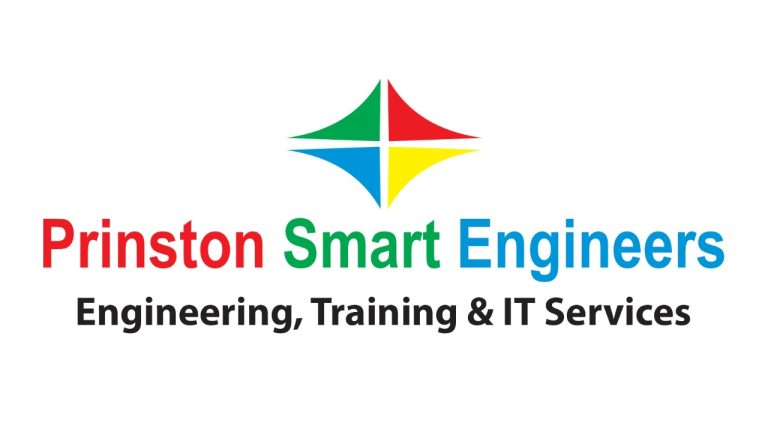 Prinston Smart Engineers
Engineering, Training & IT Services